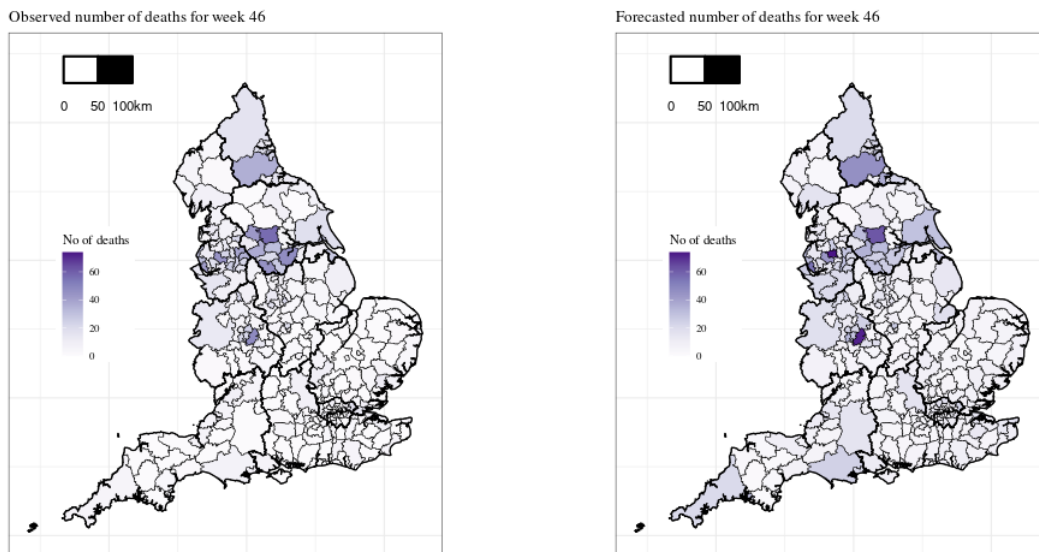 Observed number of deaths for week 46
0 50 100km
No of deaths
60
40
20
0
Forecasted number of deaths for week 46
0 50 100km
No of deaths
60
40
20
0